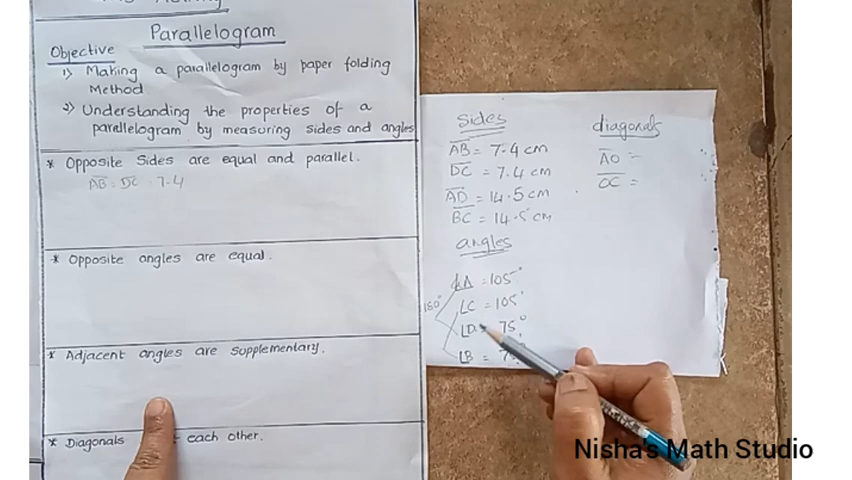 Parallelogram
Objective
1) Making a parallelogram by paper folding
Method
2) Understanding the properties of a
parellelogram by measuring sides and angles
* Opposite Sides are equal and parallel.
AB = DC = 7.4
* Opposite angles are equal.
* Adjacent angles are supplementary.
* Diagonals each other.
Sides
AB = 7.4 cm
DC = 7.4 cm
AD = 14.5 cm
BC = 14.5 cm
angles
∠A = 105°
∠C = 105°
∠D = 75°
∠B =
180°
diagonals
AO =
OC =
Nisha's Math Studio